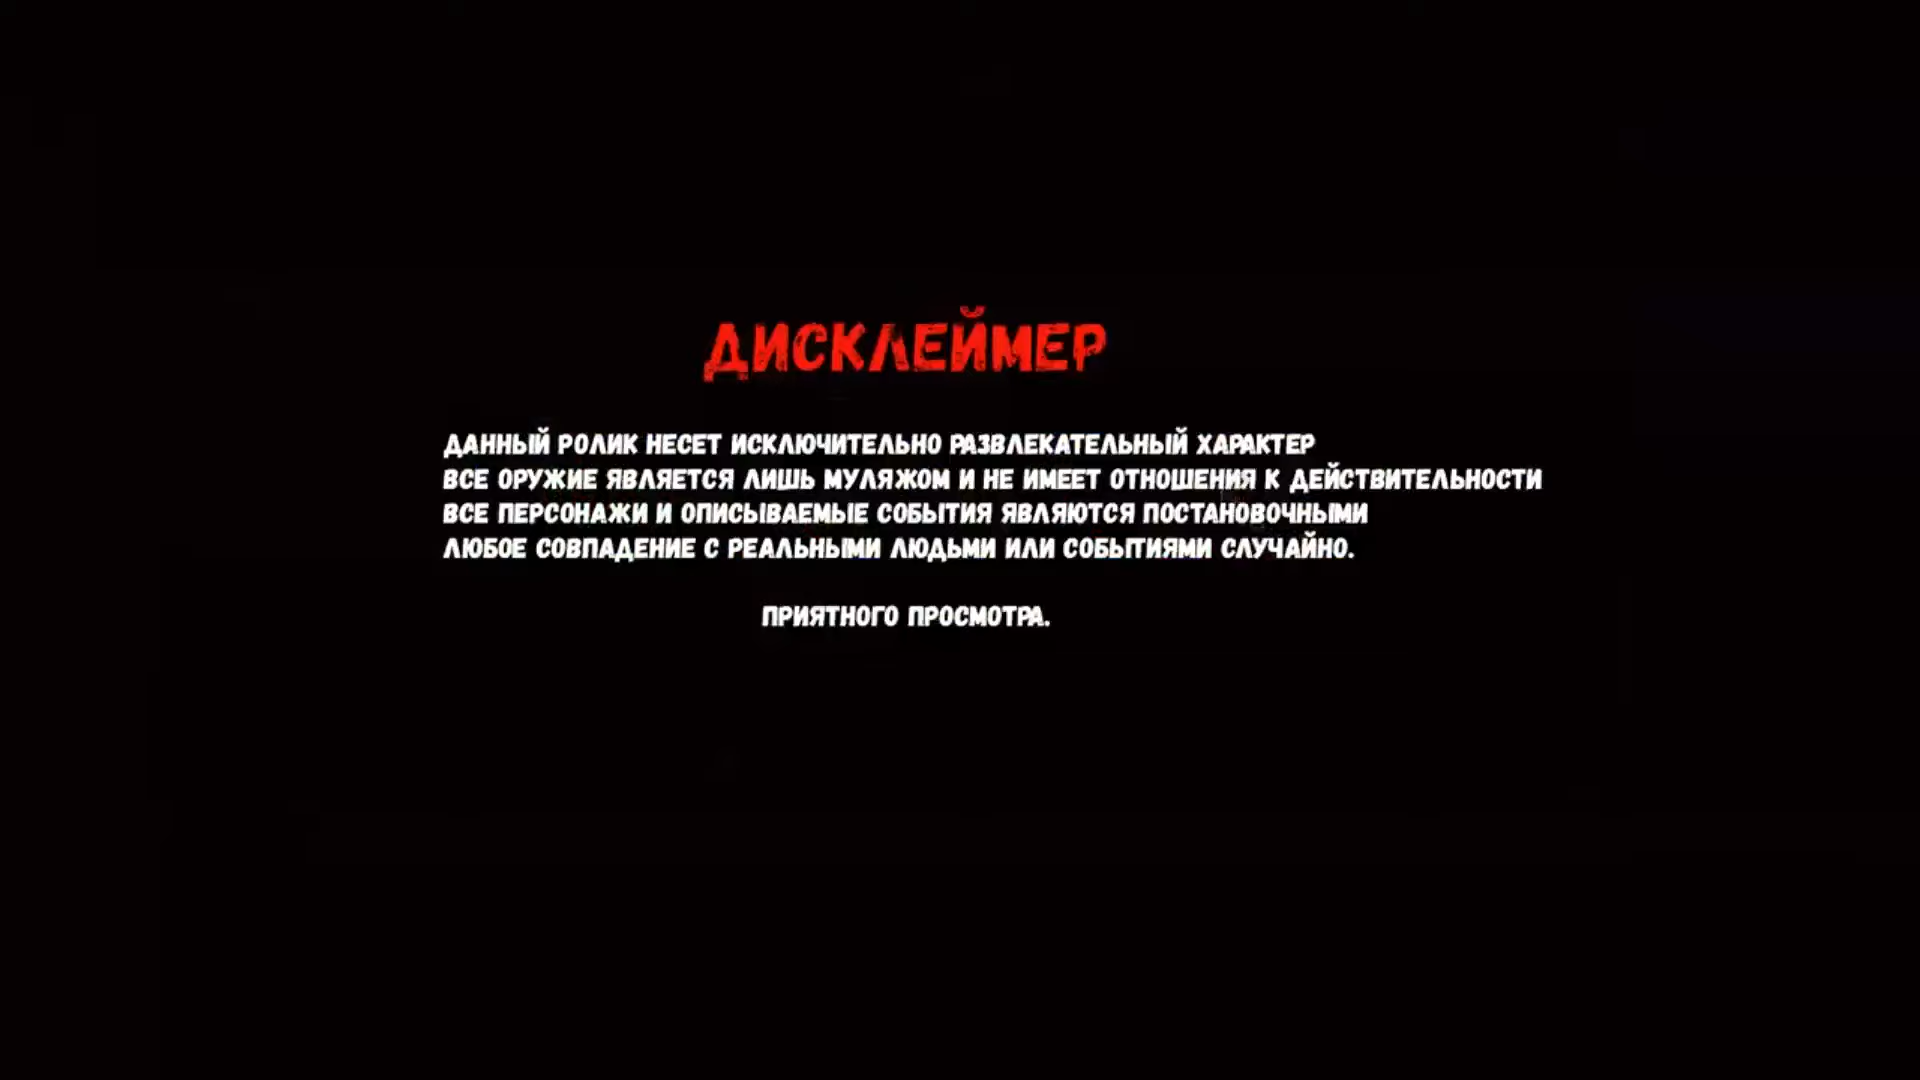 ДИСКЛЕЙМЕР
ДАННЫЙ РОЛИК НЕСЕТ ИСКЛЮЧИТЕЛЬНО РАЗВЛЕКАТЕЛЬНЫЙ ХАРАКТЕР
ВСЕ ОРУЖИЕ ЯВЛЯЕТСЯ ЛИШЬ МУЛЯЖОМ И НЕ ИМЕЕТ ОТНОШЕНИЯ К ДЕЙСТВИТЕЛЬНОСТИ
ВСЕ ПЕРСОНАЖИ И ОПИСЫВАЕМЫЕ СОБЫТИЯ ЯВЛЯЮТСЯ ПОСТАНОВОЧНЫМИ
ЛЮБОЕ СОВПАДЕНИЕ С РЕАЛЬНЫМИ ЛЮДЬМИ ИЛИ СОБЫТИЯМИ СЛУЧАЙНО.
ПРИЯТНОГО ПРОСМОТРА.